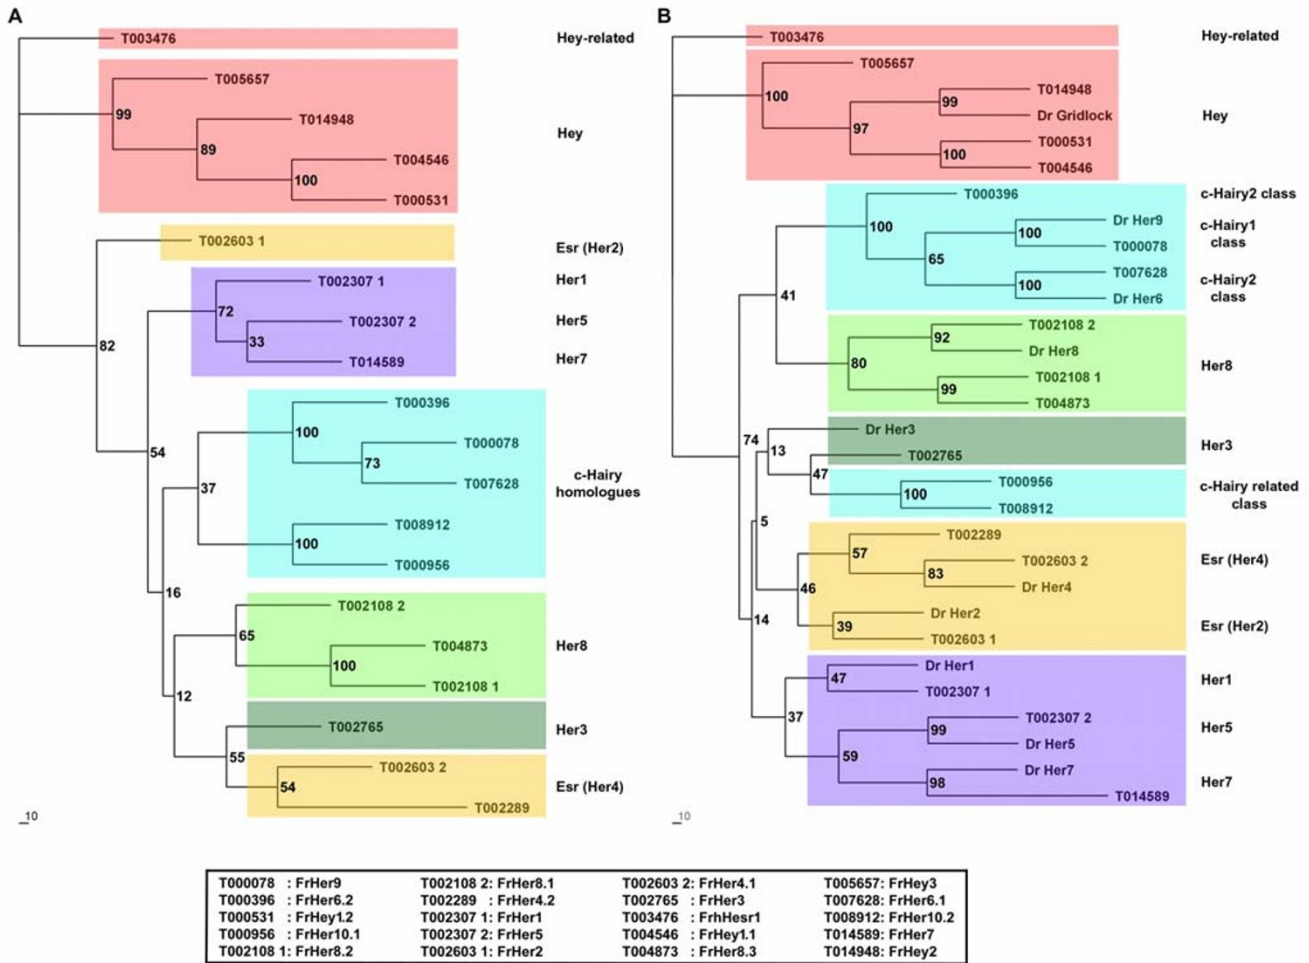 A
T003476
Hey-related
T005657
99
T014948
Hey
89
T004546
100
T000531
T002603 1
Esr (Her2)
T002307 1
Her1
72
T002307 2
Her5
33
82
T014589
Her7
T000396
100
T000078
54
73
37
T007628
c-Hairy
homologues
T008912
100
T000956
16
T002108 2
65
T004873
Her8
100
T002108 1
12
T002765
Her3
55
T002603 2
54
Esr (Her4)
T002289
_10
B
T003476
Hey-related
T005657
100
T014948
99
Dr Gridlock
Hey
97
T000531
100
T004546
T000396
c-Hairy2 class
100
Dr Her9
c-Hairy1
class
100
T000078
65
T007628
c-Hairy2
class
100
Dr Her6
41
T002108 2
92
Dr Her8
80
Her8
T002108 1
99
T004873
Dr Her3
74
13
Her3
T002765
47
T000956
c-Hairy related
class
100
T008912
5
T002289
57
T002603 2
Esr (Her4)
83
Dr Her4
46
Dr Her2
14
39
Esr (Her2)
T002603 1
Dr Her1
47
Her1
T002307 1
37
T002307 2
99
Her5
Dr Her5
59
Dr Her7
98
Her7
T014589
_10
T000078 : FrHer9 T002108 2: FrHer8.1 T002603 2: FrHer4.1 T005657: FrHey3
T000396 : FrHer6.2 T002289 : FrHer4.2 T002765 : FrHer3 T007628: FrHer6.1
T000531 : FrHey1.2 T002307 1: FrHer1 T003476 : FrhHesr1 T008912: FrHer10.2
T000956 : FrHer10.1 T002307 2: FrHer5 T004546 : FrHey1.1 T014589: FrHer7
T002108 1: FrHer8.2 T002603 1: FrHer2 T004873 : FrHer8.3 T014948: FrHey2